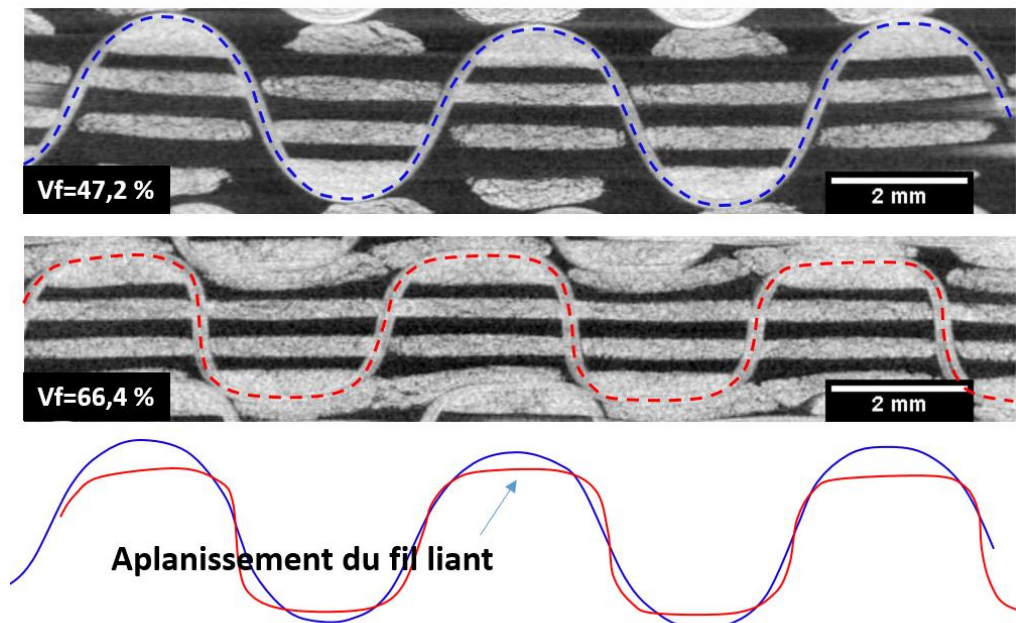 Vf=47,2 %
2 mm
Vf=66,4 %
2 mm
Aplanissement du fil liant